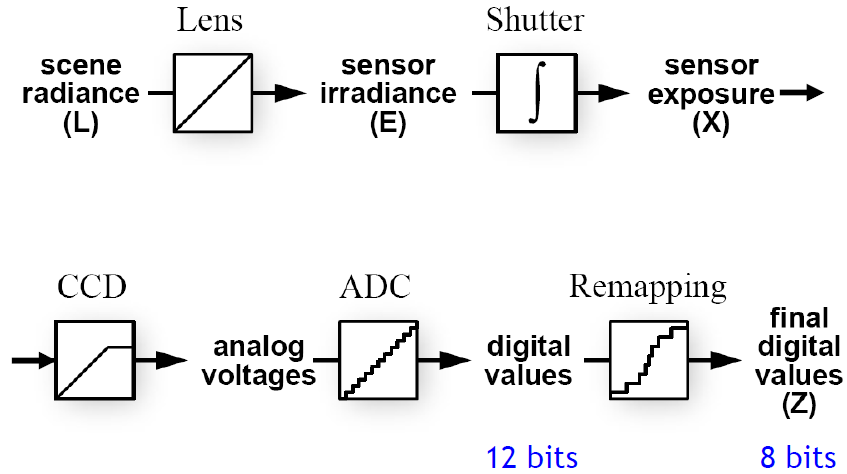 Lens
Shutter
scene
radiance
(L)
sensor
irradiance
(E)
∫
sensor
exposure
(X)
CCD
ADC
Remapping
analog
voltages
digital
values
final
digital
values
(Z)
12 bits
8 bits